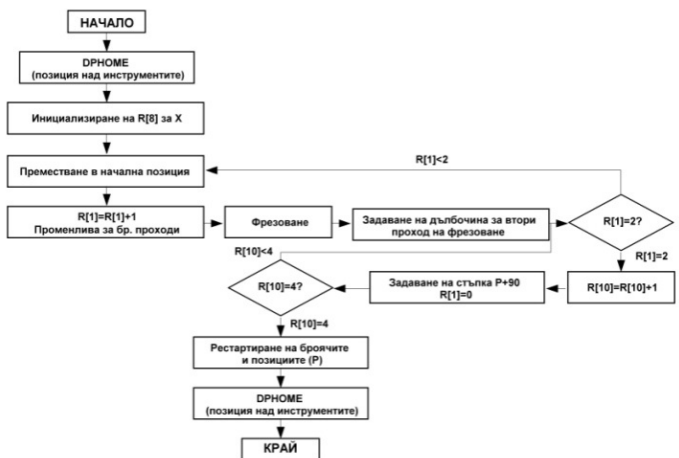 НАЧАЛО
DPHOME
(позиция над инструментите)
Инициализиране на R[8] за X
R[1]<2
Преместване в начална позиция
R[1]=R[1]+1
Променлива за бр. проходи
Фрезоване
Задаване на дълбочина за втори
проход на фрезоване
R[1]=2?
R[10]<4
R[1]=2
R[10]=4?
Задаване на стъпка P+90
R[1]=0
R[10]=R[10]+1
R[10]=4
Рестартиране на броячите
и позициите (P)
DPHOME
(позиция над инструментите)
КРАЙ